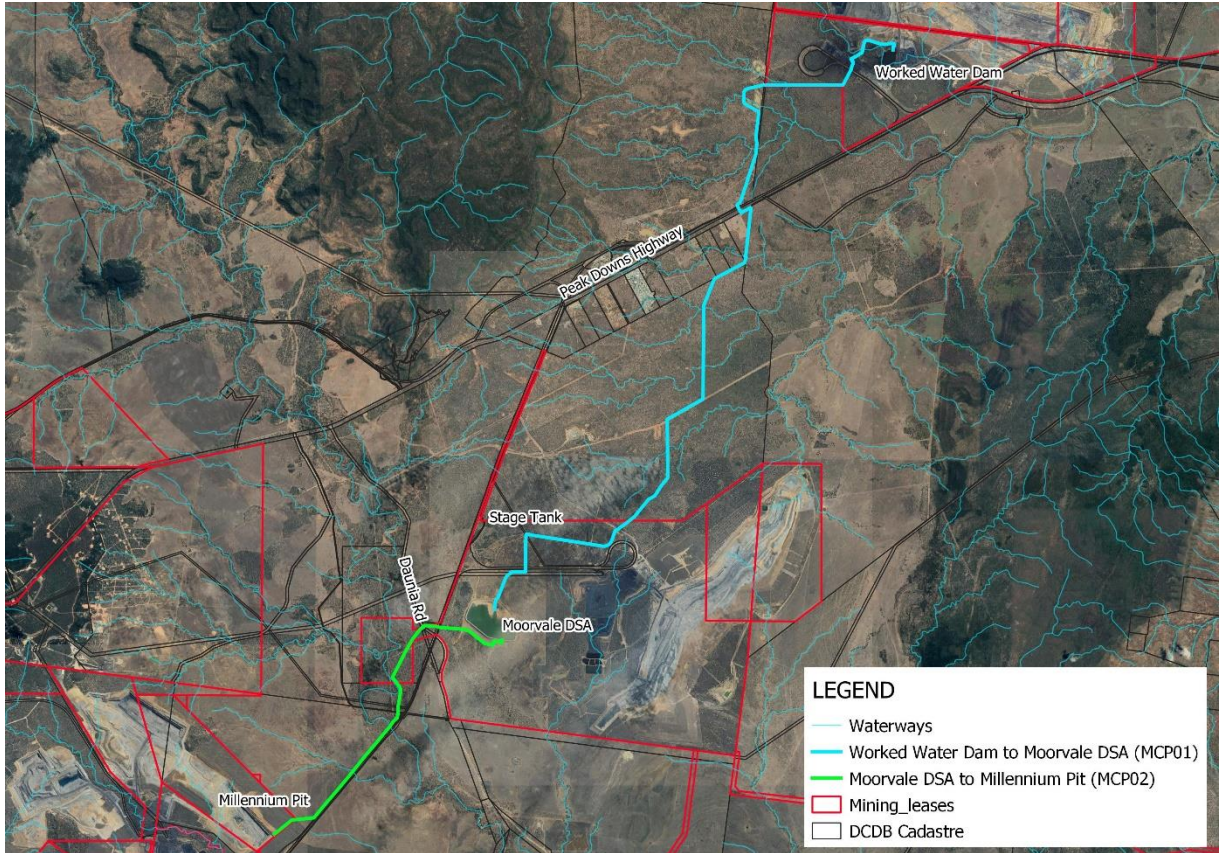 Worked Water Dam
Peak Downs Highway
Stage Tank
Daunia Rd
Moorvale DSA
Millennium Pit
LEGEND
Waterways
Worked Water Dam to Moorvale DSA (MCP01)
Moorvale DSA to Millennium Pit (MCP02)
Mining_leases
DCDB Cadastre